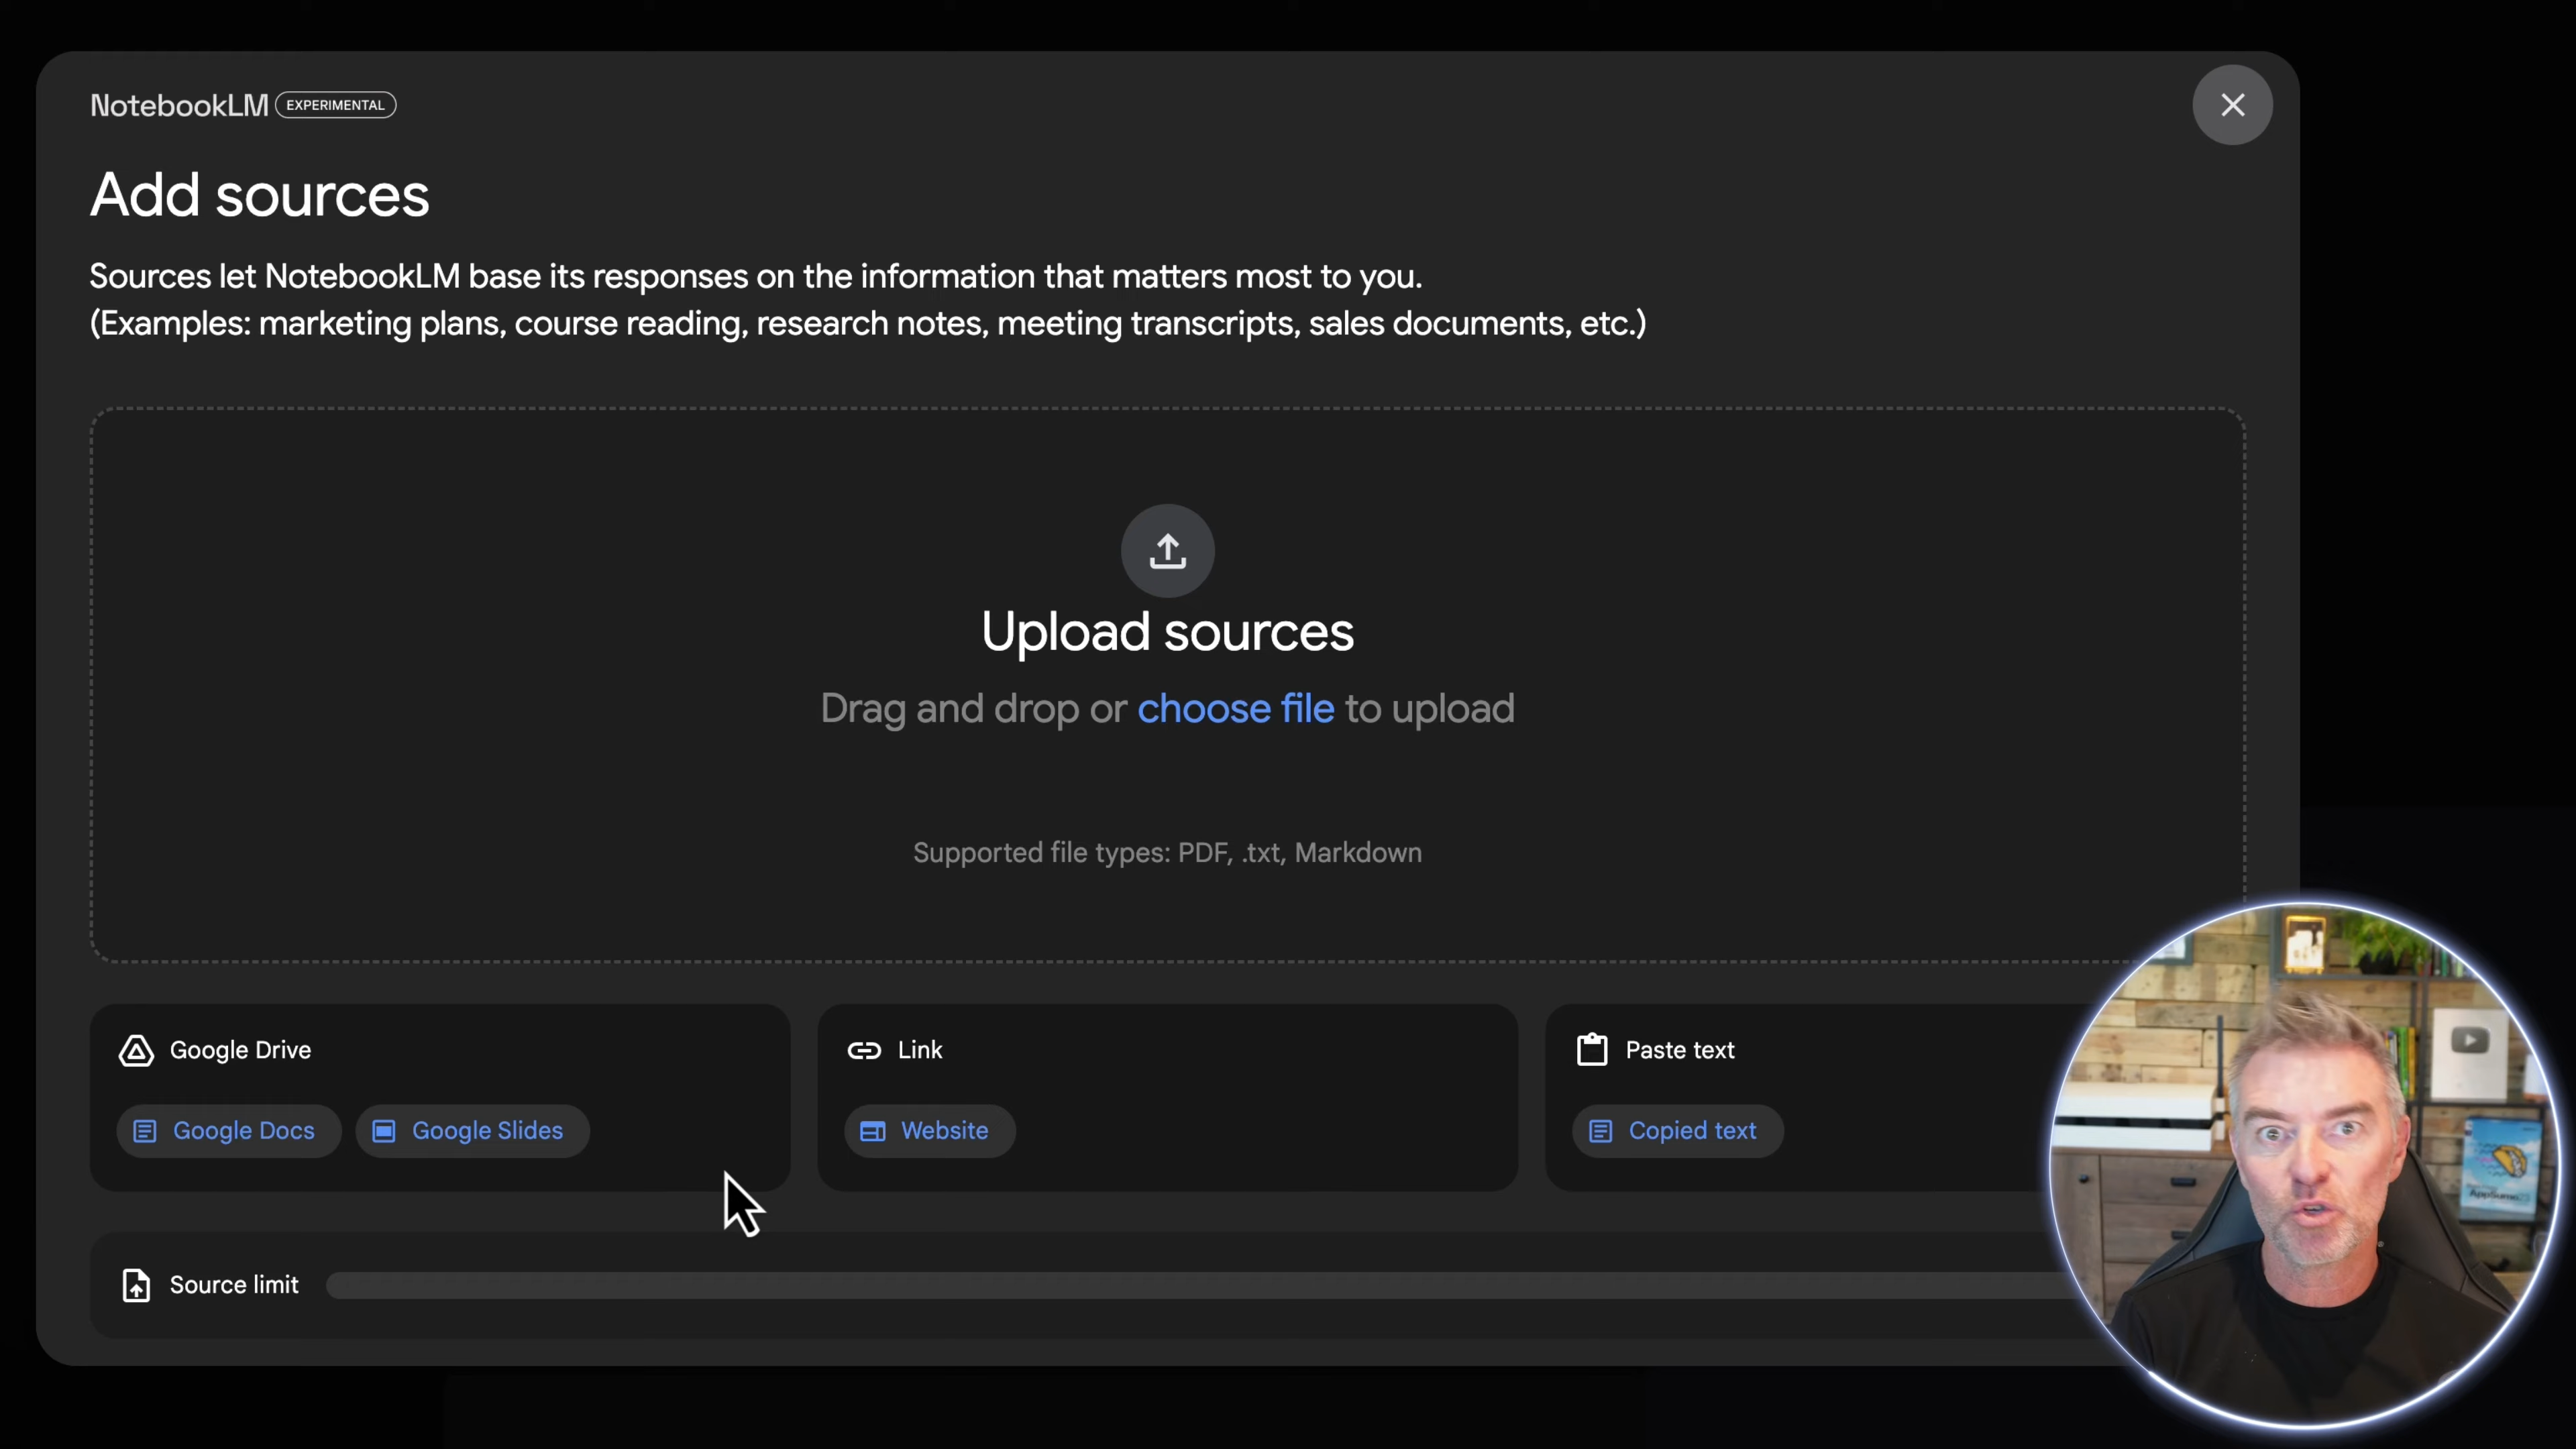 NotebookLM EXPERIMENTAL
Add sources
Sources let NotebookLM base its responses on the information that matters most to you.
(Examples: marketing plans, course reading, research notes, meeting transcripts, sales documents, etc.)
Upload sources
Drag and drop or choose file to upload
Supported file types: PDF, .txt, Markdown
Google Drive
Google Docs
Google Slides
Link
Website
Paste text
Copied text
Source limit
AppSumo